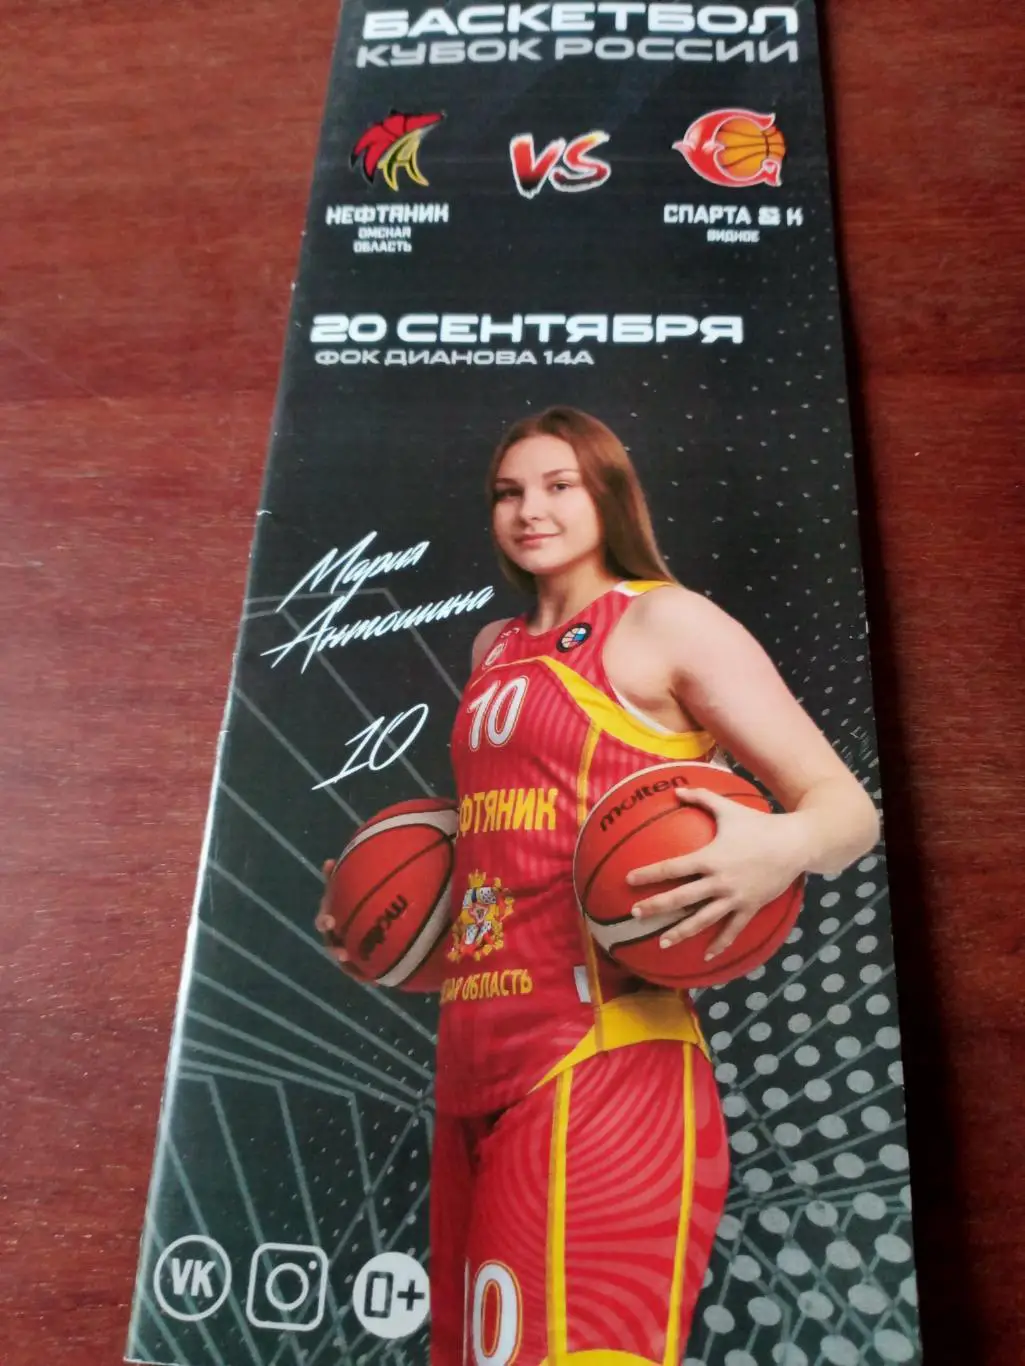 БАСКЕТБОЛ
КУБОК РОССИИ
VS
НЕФТЯНИК
ОМСКАЯ
ОБЛАСТЬ
СПАРТА & К
ВИДНОЕ
20 СЕНТЯБРЯ
ФОК ДИАНОВА 14А
Мария
Антошина
10
10
molten
ФТЯНИК
molten
ОБЛАСТЬ
10
VK
0+